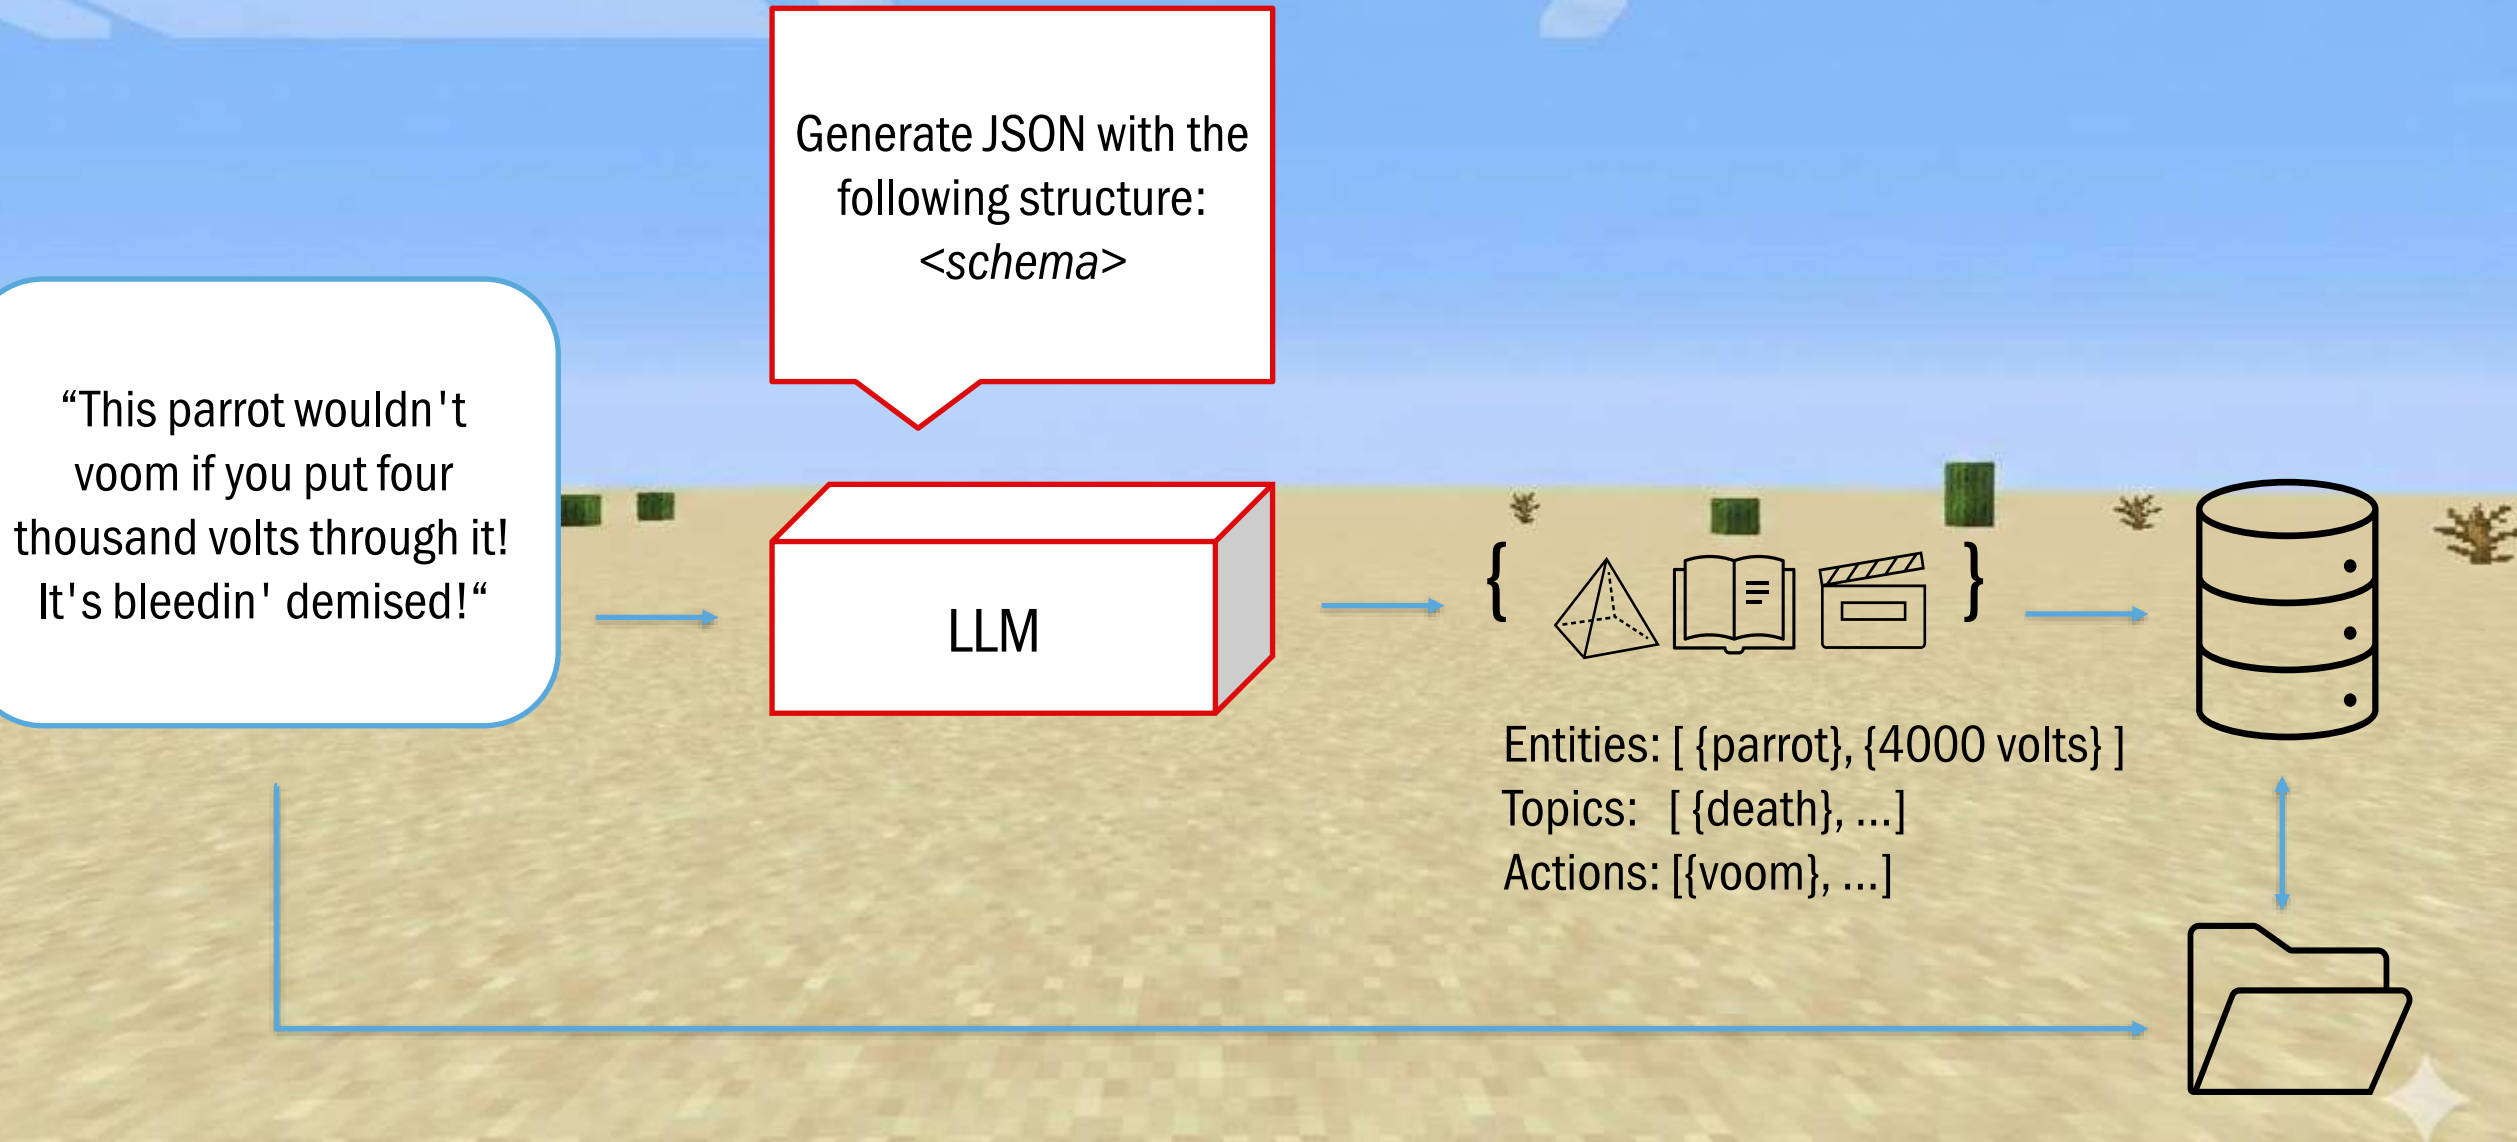 Generate JSON with the
following structure:
<schema>
“This parrot wouldn't
voom if you put four
thousand volts through it!
It's bleedin' demised!“
LLM
{ }
Entities: [ {parrot}, {4000 volts} ]
Topics: [ {death}, ...]
Actions: [{voom}, ...]